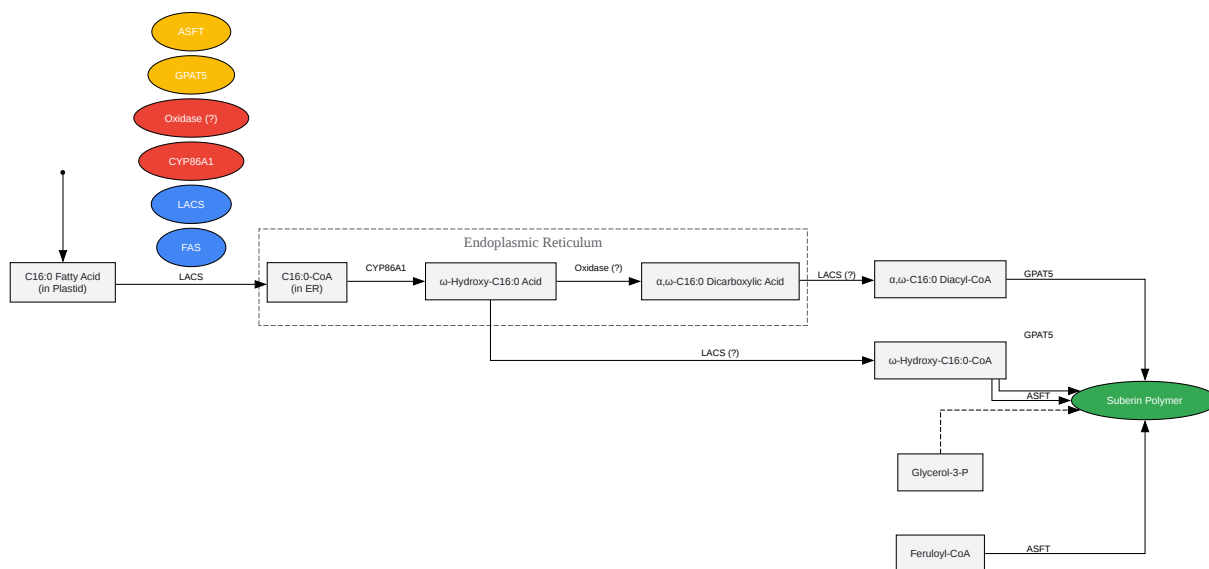 ASFT
GPAT5
Oxidase (?)
CYP86A1
LACS
FAS
Endoplasmic Reticulum
C16:0 Fatty Acid
(in Plastid)
LACS
C16:0-CoA
(in ER)
CYP86A1
ω-Hydroxy-C16:0 Acid
Oxidase (?)
α,ω-C16:0 Dicarboxylic Acid
LACS (?)
α,ω-C16:0 Diacyl-CoA
GPAT5
LACS (?)
ω-Hydroxy-C16:0-CoA
GPAT5
ASFT
Suberin Polymer
Glycerol-3-P
Feruloyl-CoA
ASFT